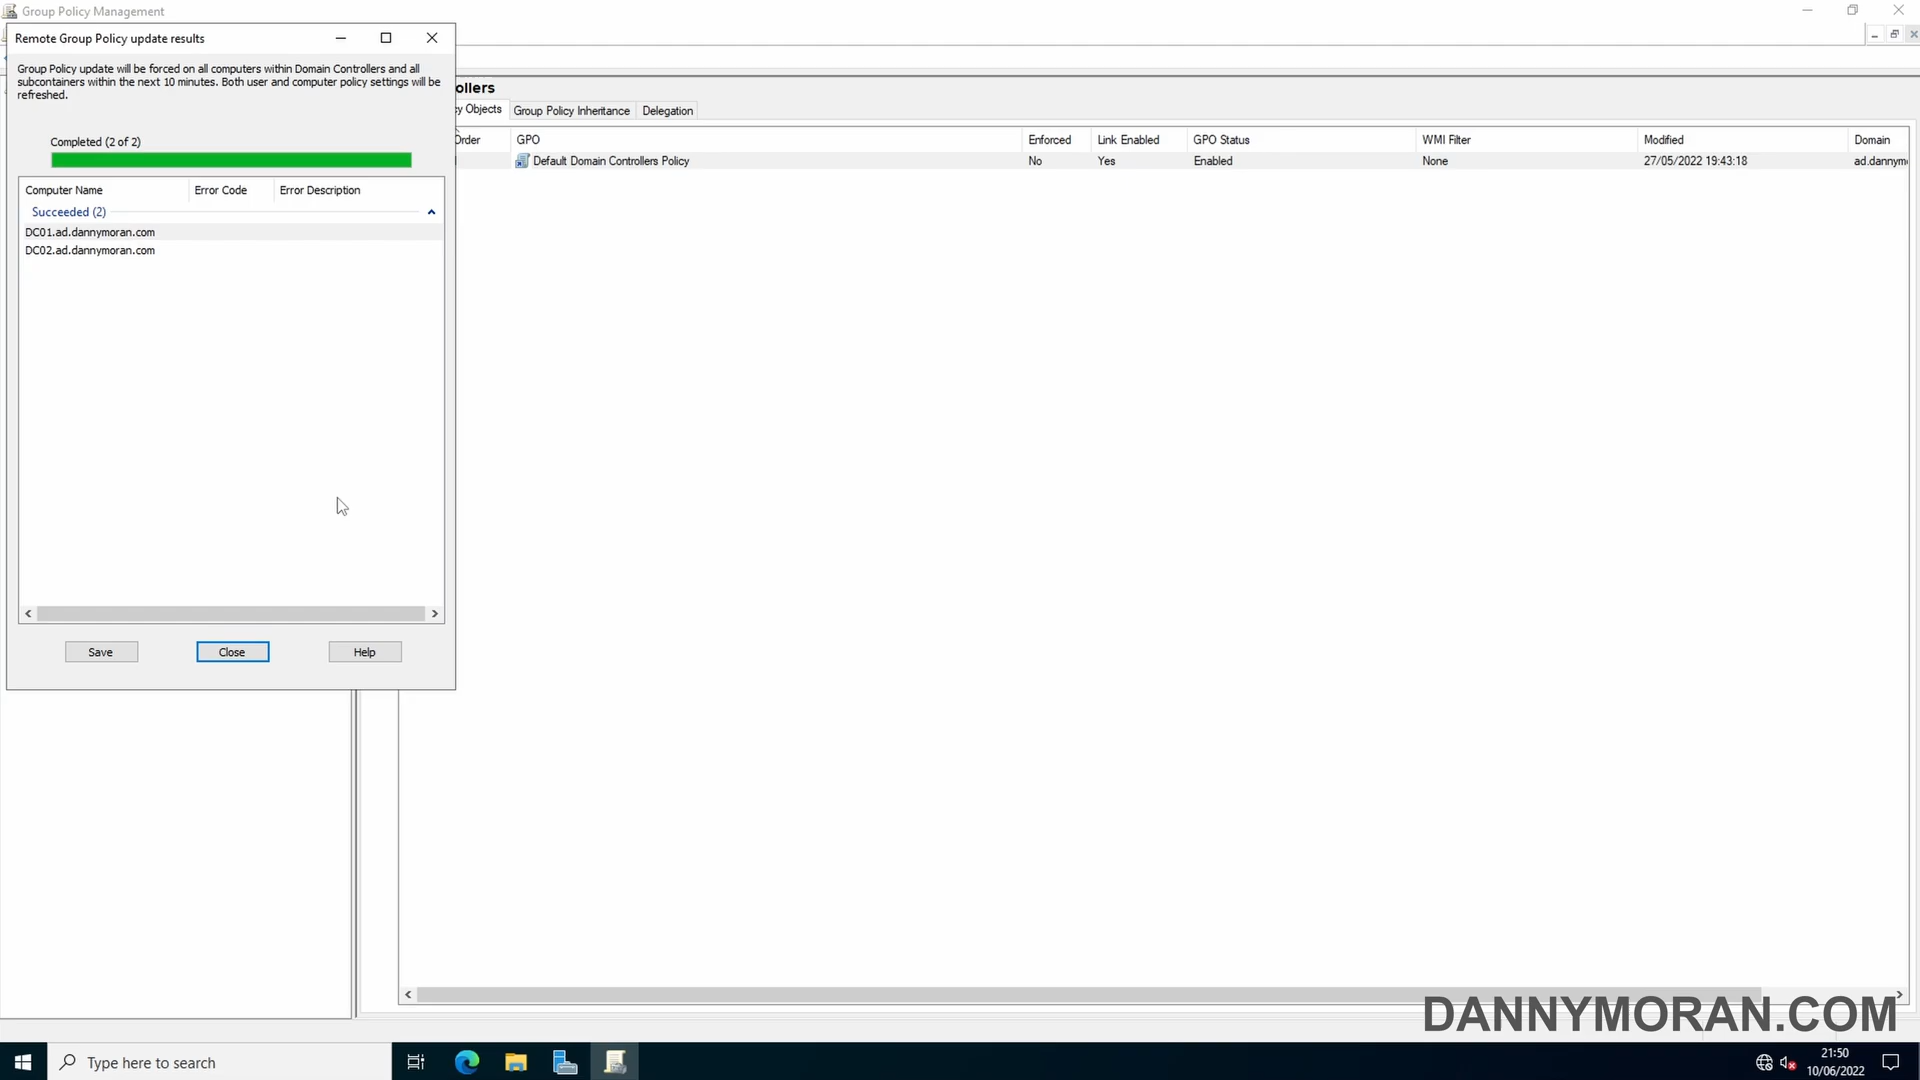 Group Policy Management
Remote Group Policy update results
Group Policy update will be forced on all computers within Domain Controllers and all
subcontainers within the next 10 minutes. Both user and computer policy settings will be
refreshed.
Completed (2 of 2)
Computer Name Error Code Error Description
Succeeded (2)
DC01.ad.dannymoran.com
DC02.ad.dannymoran.com
Save Close Help
ollers
cy Objects Group Policy Inheritance Delegation
Order GPO Enforced Link Enabled GPO Status WMI Filter Modified Domain
Default Domain Controllers Policy No Yes Enabled None 27/05/2022 19:43:18 ad.dannym
DANNYMORAN.COM
Type here to search
21:50
10/06/2022